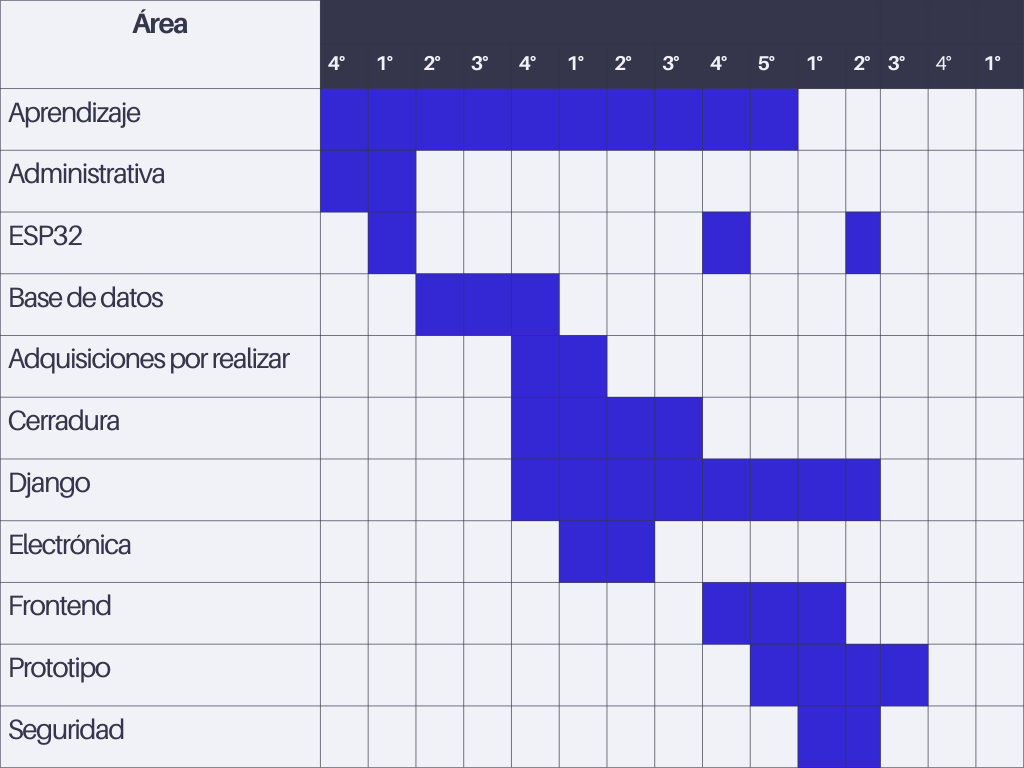 Área
4° 1° 2° 3° 4° 1° 2° 3° 4° 5° 1° 2° 3° 4° 1°
Aprendizaje
Administrativa
ESP32
Base de datos
Adquisiciones por realizar
Cerradura
Django
Electrónica
Frontend
Prototipo
Seguridad